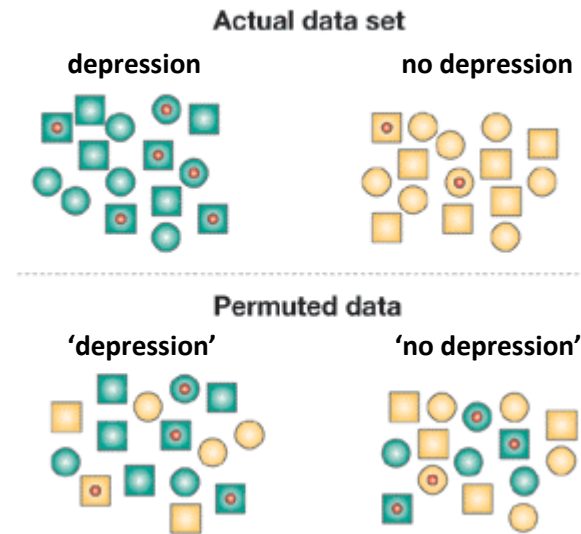 Actual data set
depression no depression
Permuted data
‘depression’ ‘no depression’